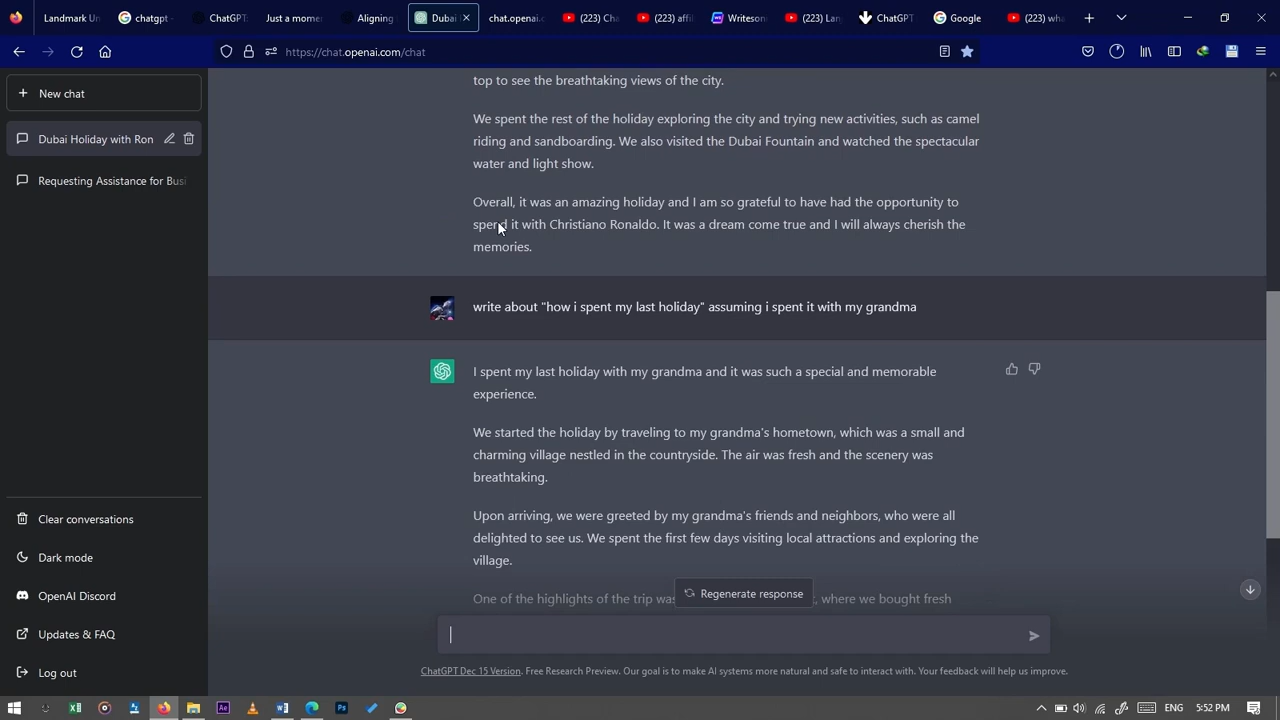 Landmark Un
chatgpt -
ChatGPT:
Just a mome
Aligning
Dubai
chat.openai.c
(223) Cha
(223) affil
Writeson
(223) Lan
ChatGPT
Google
(223) wha
https://chat.openai.com/chat
New chat
Dubai Holiday with Ron
Requesting Assistance for Busi
top to see the breathtaking views of the city.
We spent the rest of the holiday exploring the city and trying new activities, such as camel
riding and sandboarding. We also visited the Dubai Fountain and watched the spectacular
water and light show.
Overall, it was an amazing holiday and I am so grateful to have had the opportunity to
spend it with Christiano Ronaldo. It was a dream come true and I will always cherish the
memories.
write about "how i spent my last holiday" assuming i spent it with my grandma
I spent my last holiday with my grandma and it was such a special and memorable
experience.
We started the holiday by traveling to my grandma's hometown, which was a small and
charming village nestled in the countryside. The air was fresh and the scenery was
breathtaking.
Upon arriving, we were greeted by my grandma's friends and neighbors, who were all
delighted to see us. We spent the first few days visiting local attractions and exploring the
village.
One of the highlights of the trip was , where we bought fresh
Regenerate response
Clear conversations
Dark mode
OpenAI Discord
Updates & FAQ
Log out
ChatGPT Dec 15 Version. Free Research Preview. Our goal is to make AI systems more natural and safe to interact with. Your feedback will help us improve.
ENG
5:52 PM